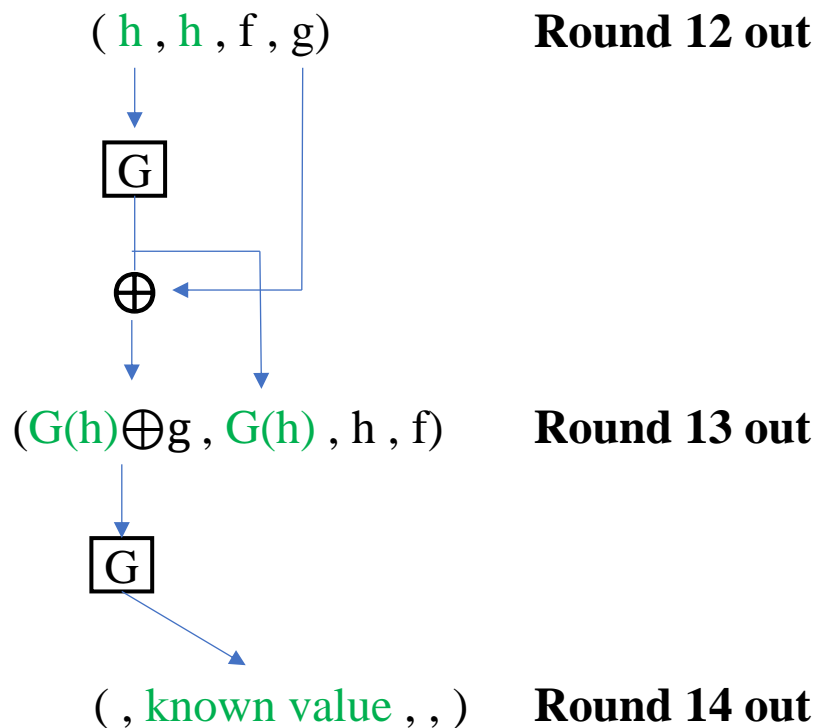 ( h , h , f , g) Round 12 out
G
⊕
(G(h)⊕g , G(h) , h , f) Round 13 out
G
( , known value , , ) Round 14 out